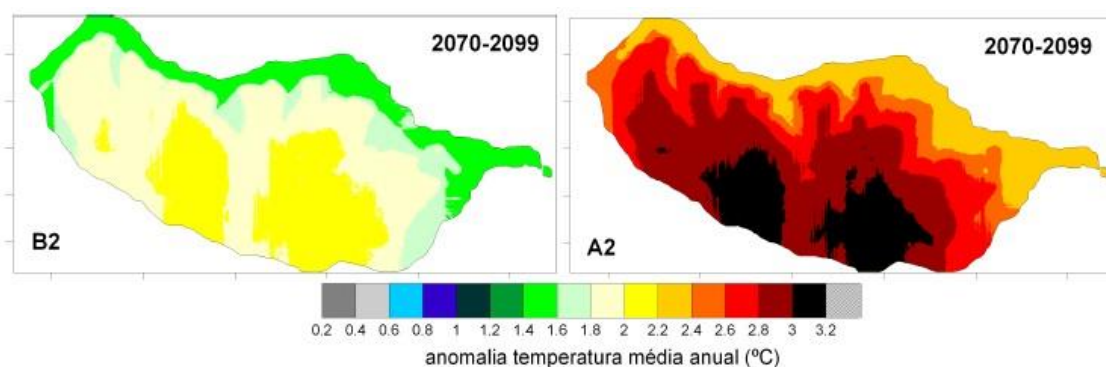 2070-2099
2070-2099
B2
A2
0.2 0.4 0.6 0.8 1 1.2 1.4 1.6 1.8 2 2.2 2.4 2.6 2.8 3 3.2
anomalia temperatura média anual (ºC)